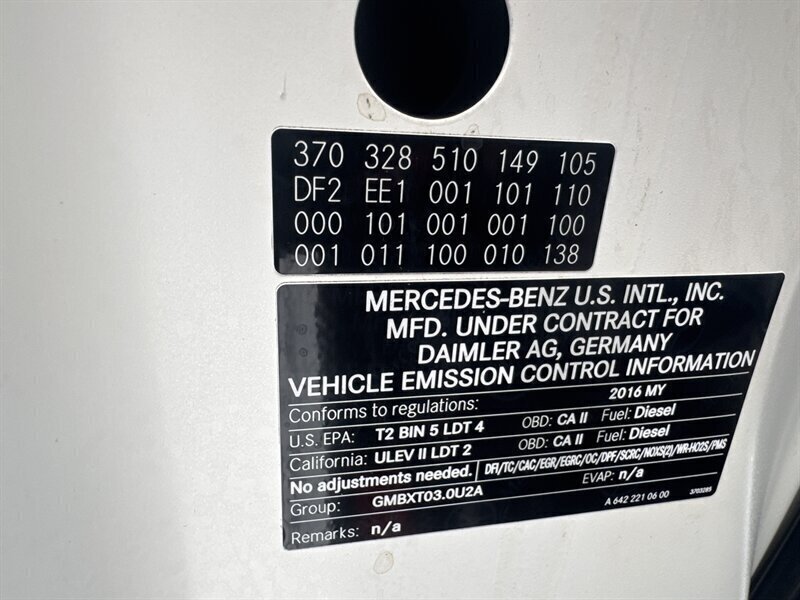 370 328 510 149 105
DF2 EE1 001 101 110
000 101 001 001 100
001 011 100 010 138
MERCEDES-BENZ U.S. INTL., INC.
MFD. UNDER CONTRACT FOR
DAIMLER AG, GERMANY
VEHICLE EMISSION CONTROL INFORMATION
Conforms to regulations: 2016 MY
U.S. EPA: T2 BIN 5 LDT 4 OBD: CA II Fuel: Diesel
California: ULEV II LDT 2 OBD: CA II Fuel: Diesel
No adjustments needed. DFI/TC/CAC/EGR/EGRC/OC/DPF/SCRC/NOXS(2)/WR-HO2S/PMS
Group: GMBXT03.0U2A EVAP: n/a
A 642 221 06 00 3703285
Remarks: n/a